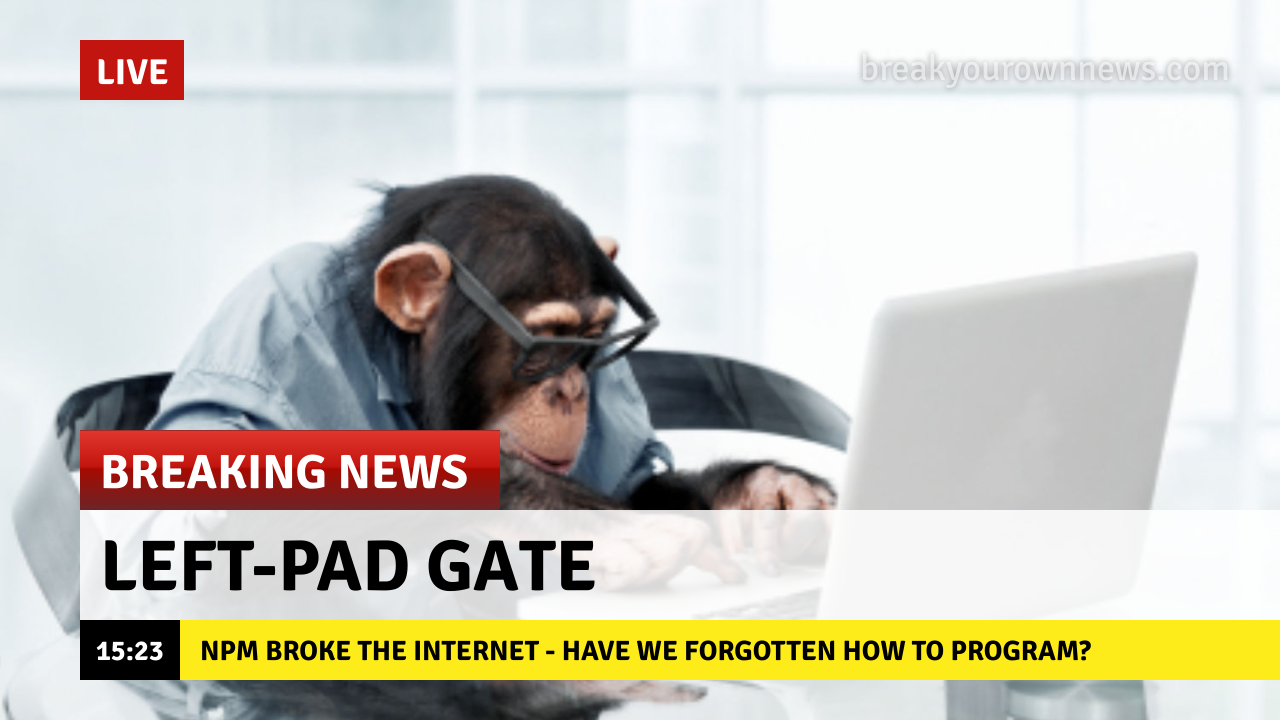 LIVE
breakyourownnews.com
BREAKING NEWS
LEFT-PAD GATE
15:23 NPM BROKE THE INTERNET - HAVE WE FORGOTTEN HOW TO PROGRAM?